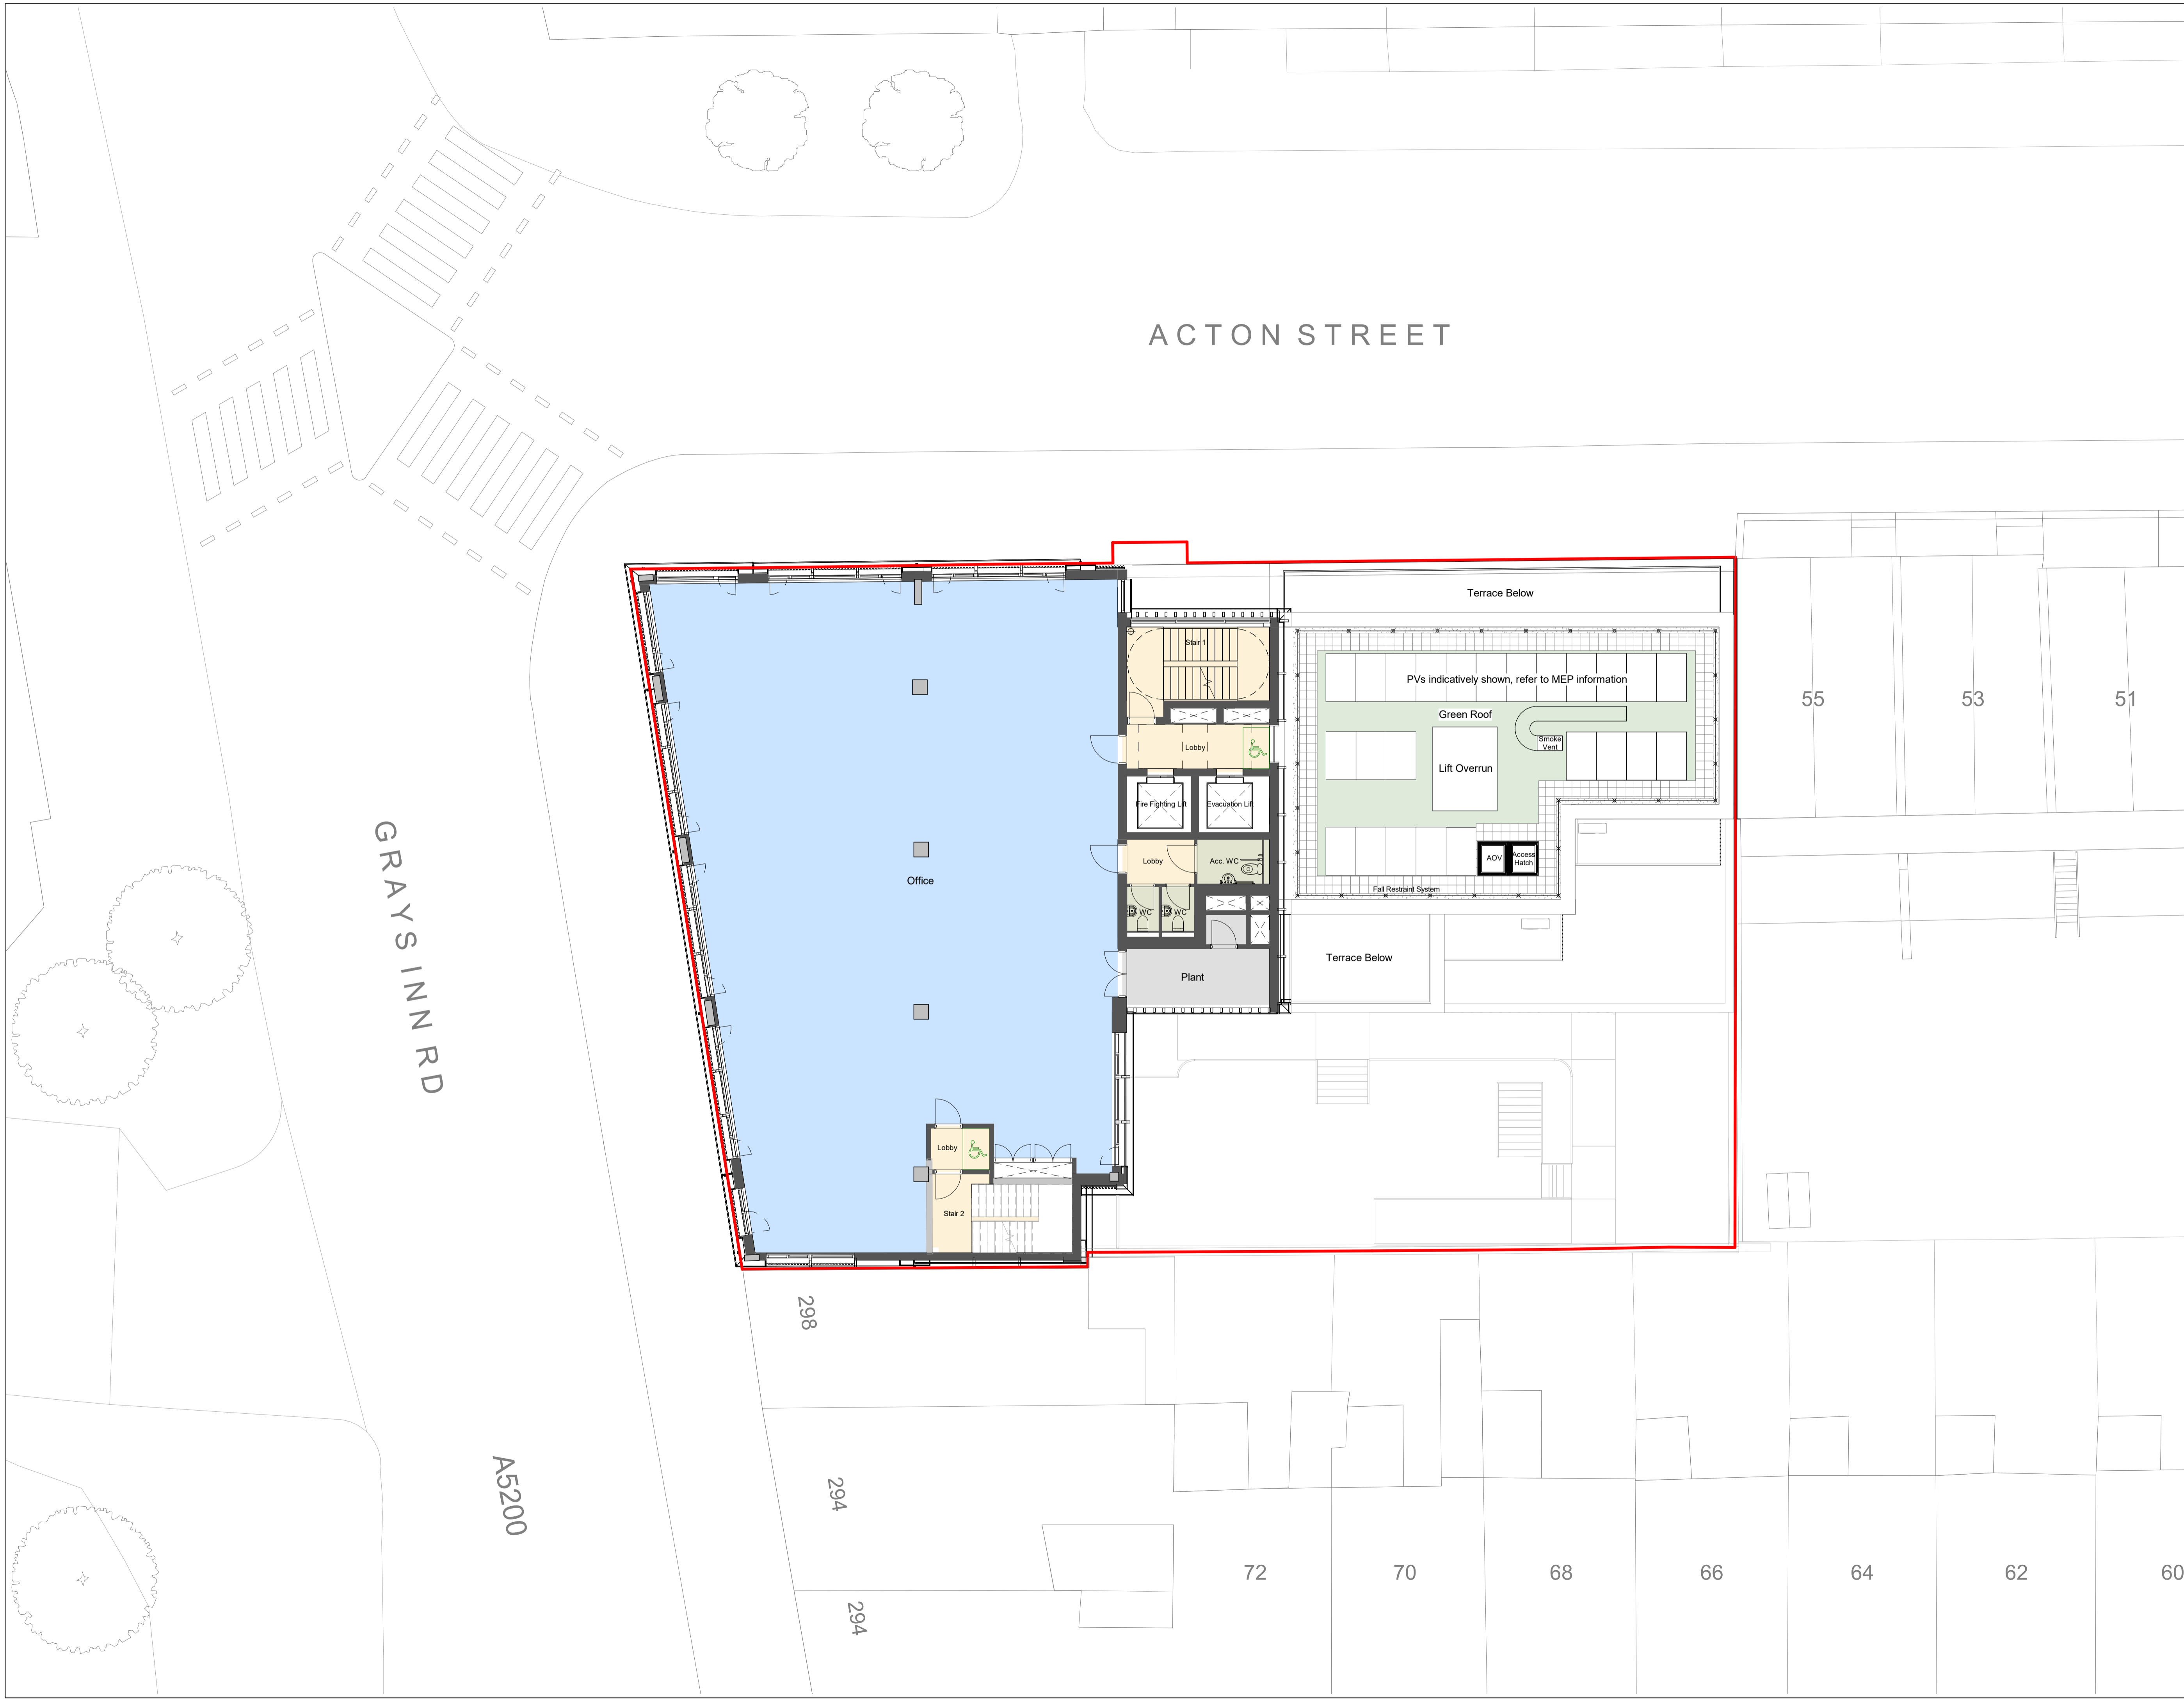 ACTON STREET
GRAYS INN RD
A5200
Terrace Below
Stair 1
PVs indicatively shown, refer to MEP information
Green Roof
Smoke
Vent
Lobby
Lift Overrun
Fire Fighting Lift
Evacuation Lift
Lobby
Acc. WC
AOV
Access
Hatch
Fall Restraint System
WC
WC
Office
Plant
Terrace Below
Lobby
Stair 2
55
53
51
298
294
294
72
70
68
66
64
62
60